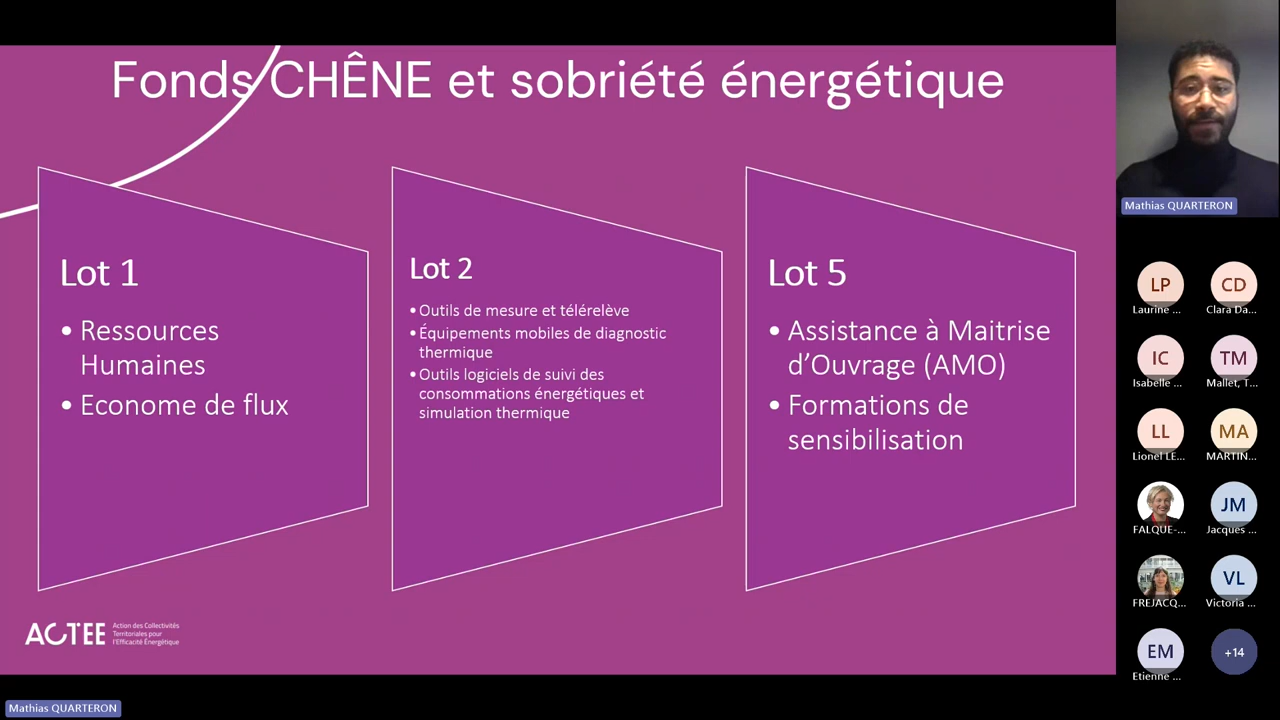 Fonds CHÊNE et sobriété énergétique
Lot 1
• Ressources
Humaines
• Econome de flux
Lot 2
• Outils de mesure et télérelève
• Équipements mobiles de diagnostic
thermique
• Outils logiciels de suivi des
consommations énergétiques et
simulation thermique
Lot 5
• Assistance à Maitrise
d’Ouvrage (AMO)
• Formations de
sensibilisation
ACTEE
Action des Collectivités
Territoriales pour
l'Efficacité Énergétique
Mathias QUARTERON
Mathias QUARTERON
LP
Laurine ...
CD
Clara Da...
IC
Isabelle ...
TM
Mallet, T...
LL
Lionel LE...
MA
MARTIN...
FALQUE-...
JM
Jacques ...
FREJACQ...
VL
Victoria ...
EM
Etienne ...
+14